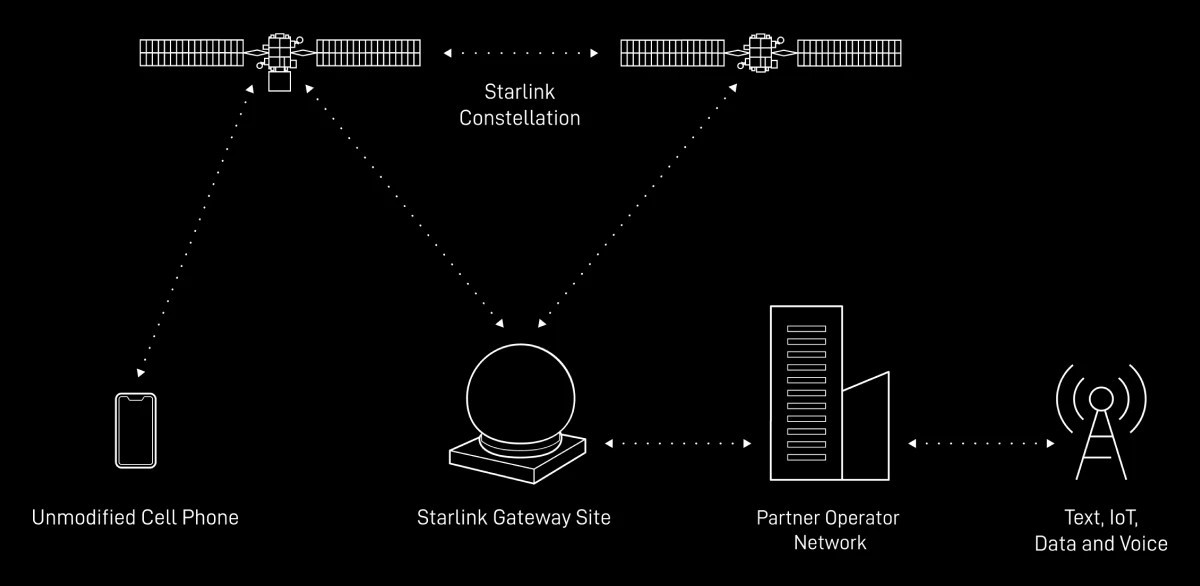 Starlink
Constellation
Unmodified Cell Phone
Starlink Gateway Site
Partner Operator
Network
Text, IoT,
Data and Voice